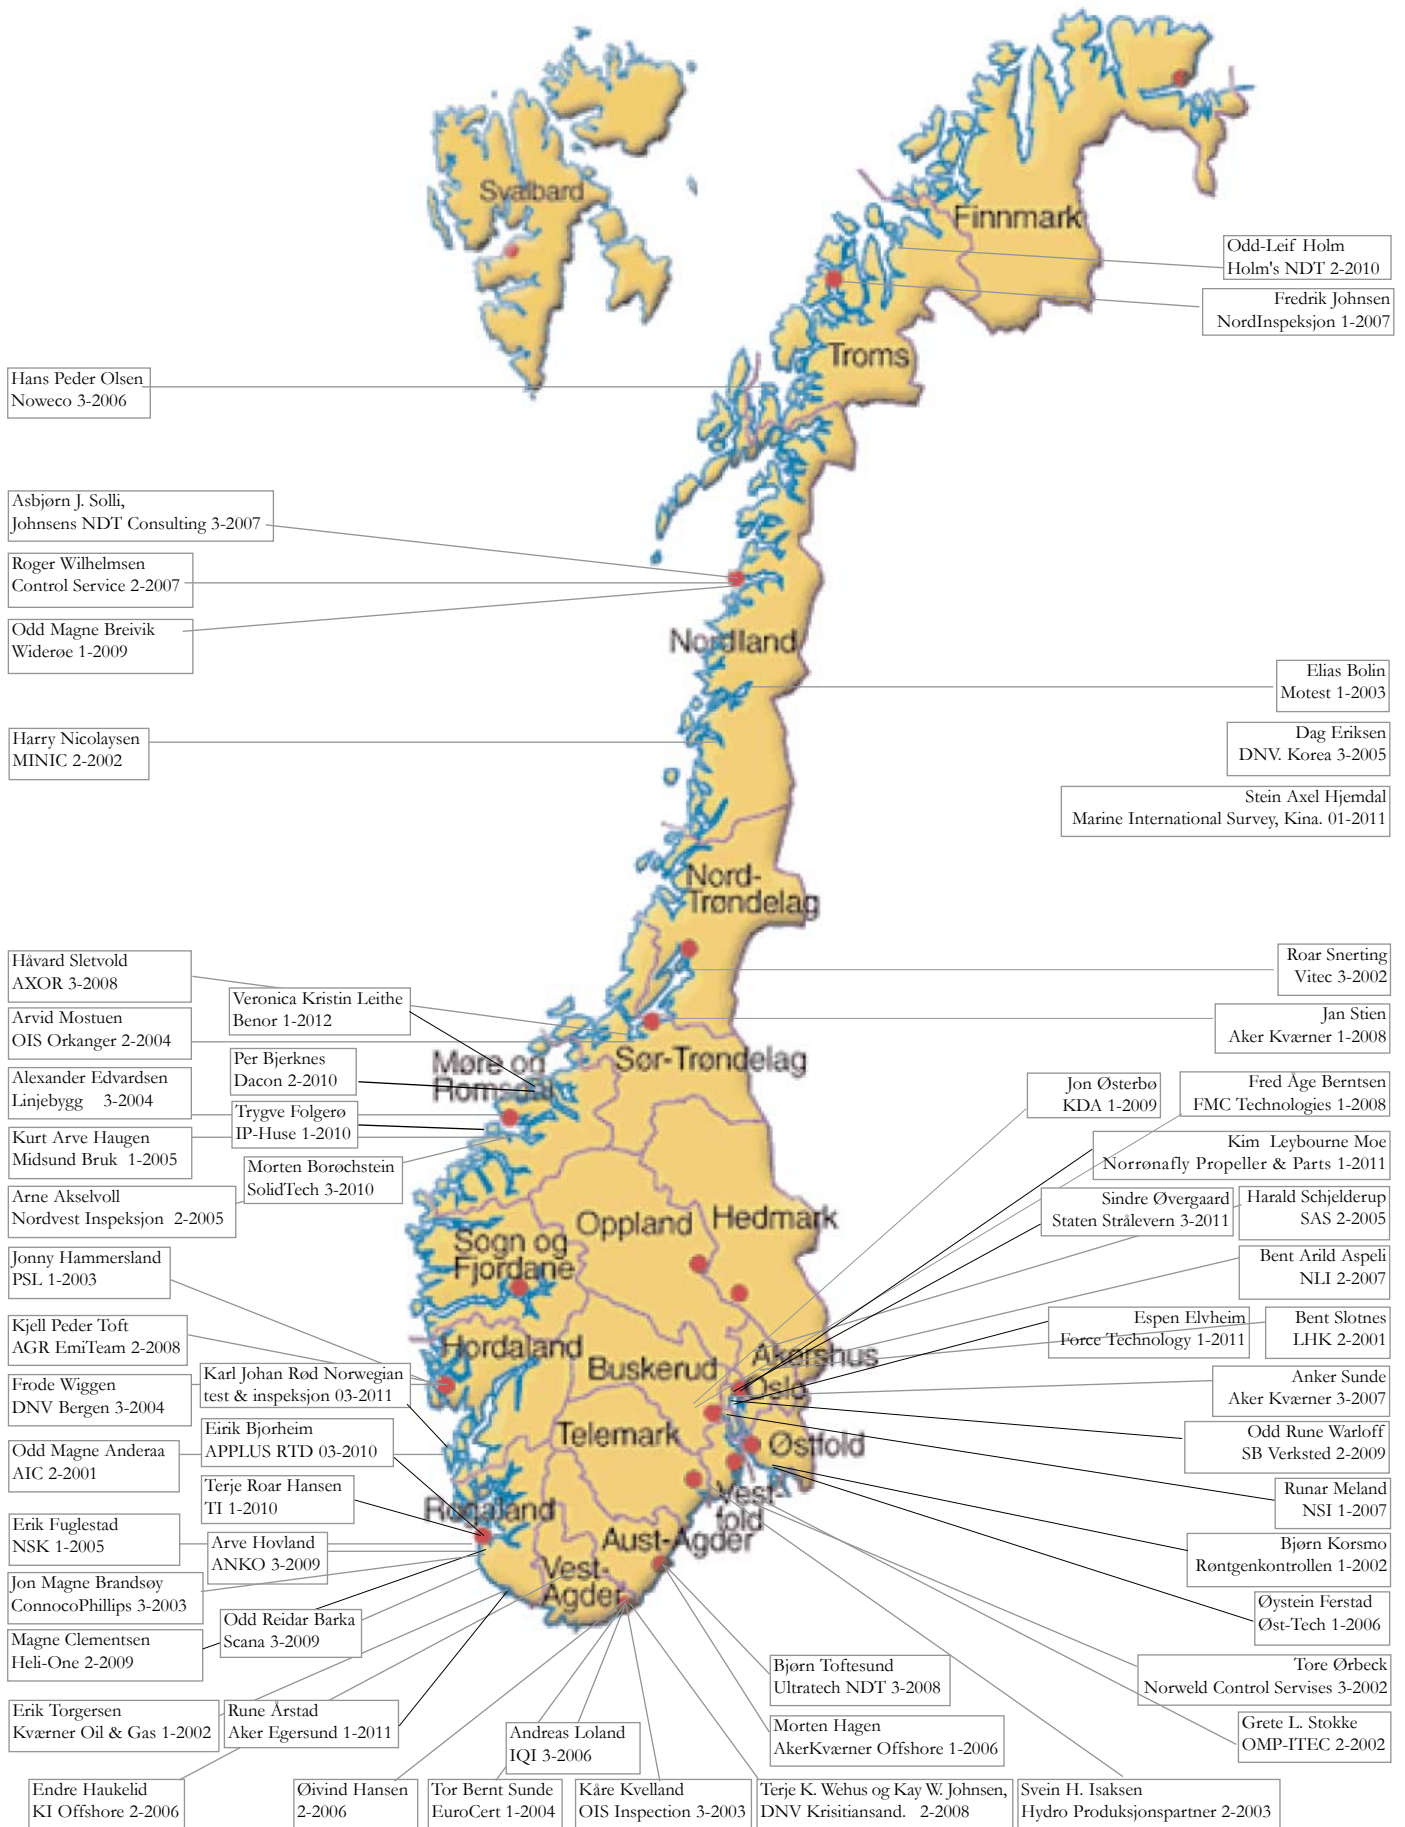 Svalbard
Finnmark
Odd-Leif Holm
Holm's NDT 2-2010
Fredrik Johnsen
NordInspeksjon 1-2007
Troms
Hans Peder Olsen
Noweco 3-2006
Asbjørn J. Solli,
Johnsens NDT Consulting 3-2007
Roger Wilhelmsen
Control Service 2-2007
Odd Magne Breivik
Widerøe 1-2009
Nordland
Elias Bolin
Motest 1-2003
Harry Nicolaysen
MINIC 2-2002
Dag Eriksen
DNV. Korea 3-2005
Stein Axel Hjemdal
Marine International Survey, Kina. 01-2011
Nord-
Trøndelag
Håvard Sletvold
AXOR 3-2008
Veronica Kristin Leithe
Benor 1-2012
Roar Snerting
Vitec 3-2002
Arvid Mostuen
OIS Orkanger 2-2004
Jan Stien
Aker Kværner 1-2008
Møre og
Romsdal
Sør-Trøndelag
Per Bjerknes
Dacon 2-2010
Alexander Edvardsen
Linjebygg 3-2004
Trygve Folgerø
IP-Huse 1-2010
Jon Østerbø
KDA 1-2009
Fred Åge Berntsen
FMC Technologies 1-2008
Kurt Arve Haugen
Midsund Bruk 1-2005
Kim Leybourne Moe
Norrønafly Propeller & Parts 1-2011
Morten Borøchstein
SolidTech 3-2010
Arne Akselvoll
Nordvest Inspeksjon 2-2005
Sindre Øvergaard
Staten Strålevern 3-2011
Harald Schjelderup
SAS 2-2005
Oppland
Hedmark
Sogn og
Fjordane
Jonny Hammersland
PSL 1-2003
Bent Arild Aspeli
NLI 2-2007
Kjell Peder Toft
AGR EmiTeam 2-2008
Espen Elvheim
Force Technology 1-2011
Bent Slotnes
LHK 2-2001
Hordaland
Buskerud
Akershus
Oslo
Frode Wiggen
DNV Bergen 3-2004
Karl Johan Rød Norwegian
test & inspeksjon 03-2011
Anker Sunde
Aker Kværner 3-2007
Eirik Bjorheim
APPLUS RTD 03-2010
Odd Rune Warloff
SB Verksted 2-2009
Odd Magne Anderaa
AIC 2-2001
Telemark
Østfold
Terje Roar Hansen
TI 1-2010
Runar Meland
NSI 1-2007
Rogaland
Vest-
fold
Erik Fuglestad
NSK 1-2005
Arve Hovland
ANKO 3-2009
Aust-Agder
Bjørn Korsmo
Røntgenkontrollen 1-2002
Vest-
Agder
Jon Magne Brandsøy
ConnocoPhillips 3-2003
Odd Reidar Barka
Scana 3-2009
Øystein Ferstad
Øst-Tech 1-2006
Magne Clementsen
Heli-One 2-2009
Bjørn Toftesund
Ultratech NDT 3-2008
Tore Ørbeck
Norweld Control Servises 3-2002
Erik Torgersen
Kværner Oil & Gas 1-2002
Rune Årstad
Aker Egersund 1-2011
Andreas Loland
IQI 3-2006
Morten Hagen
AkerKværner Offshore 1-2006
Grete L. Stokke
OMP-ITEC 2-2002
Endre Haukelid
KI Offshore 2-2006
Øivind Hansen
2-2006
Tor Bernt Sunde
EuroCert 1-2004
Kåre Kvelland
OIS Inspection 3-2003
Terje K. Wehus og Kay W. Johnsen,
DNV Krisitiansand. 2-2008
Svein H. Isaksen
Hydro Produksjonspartner 2-2003